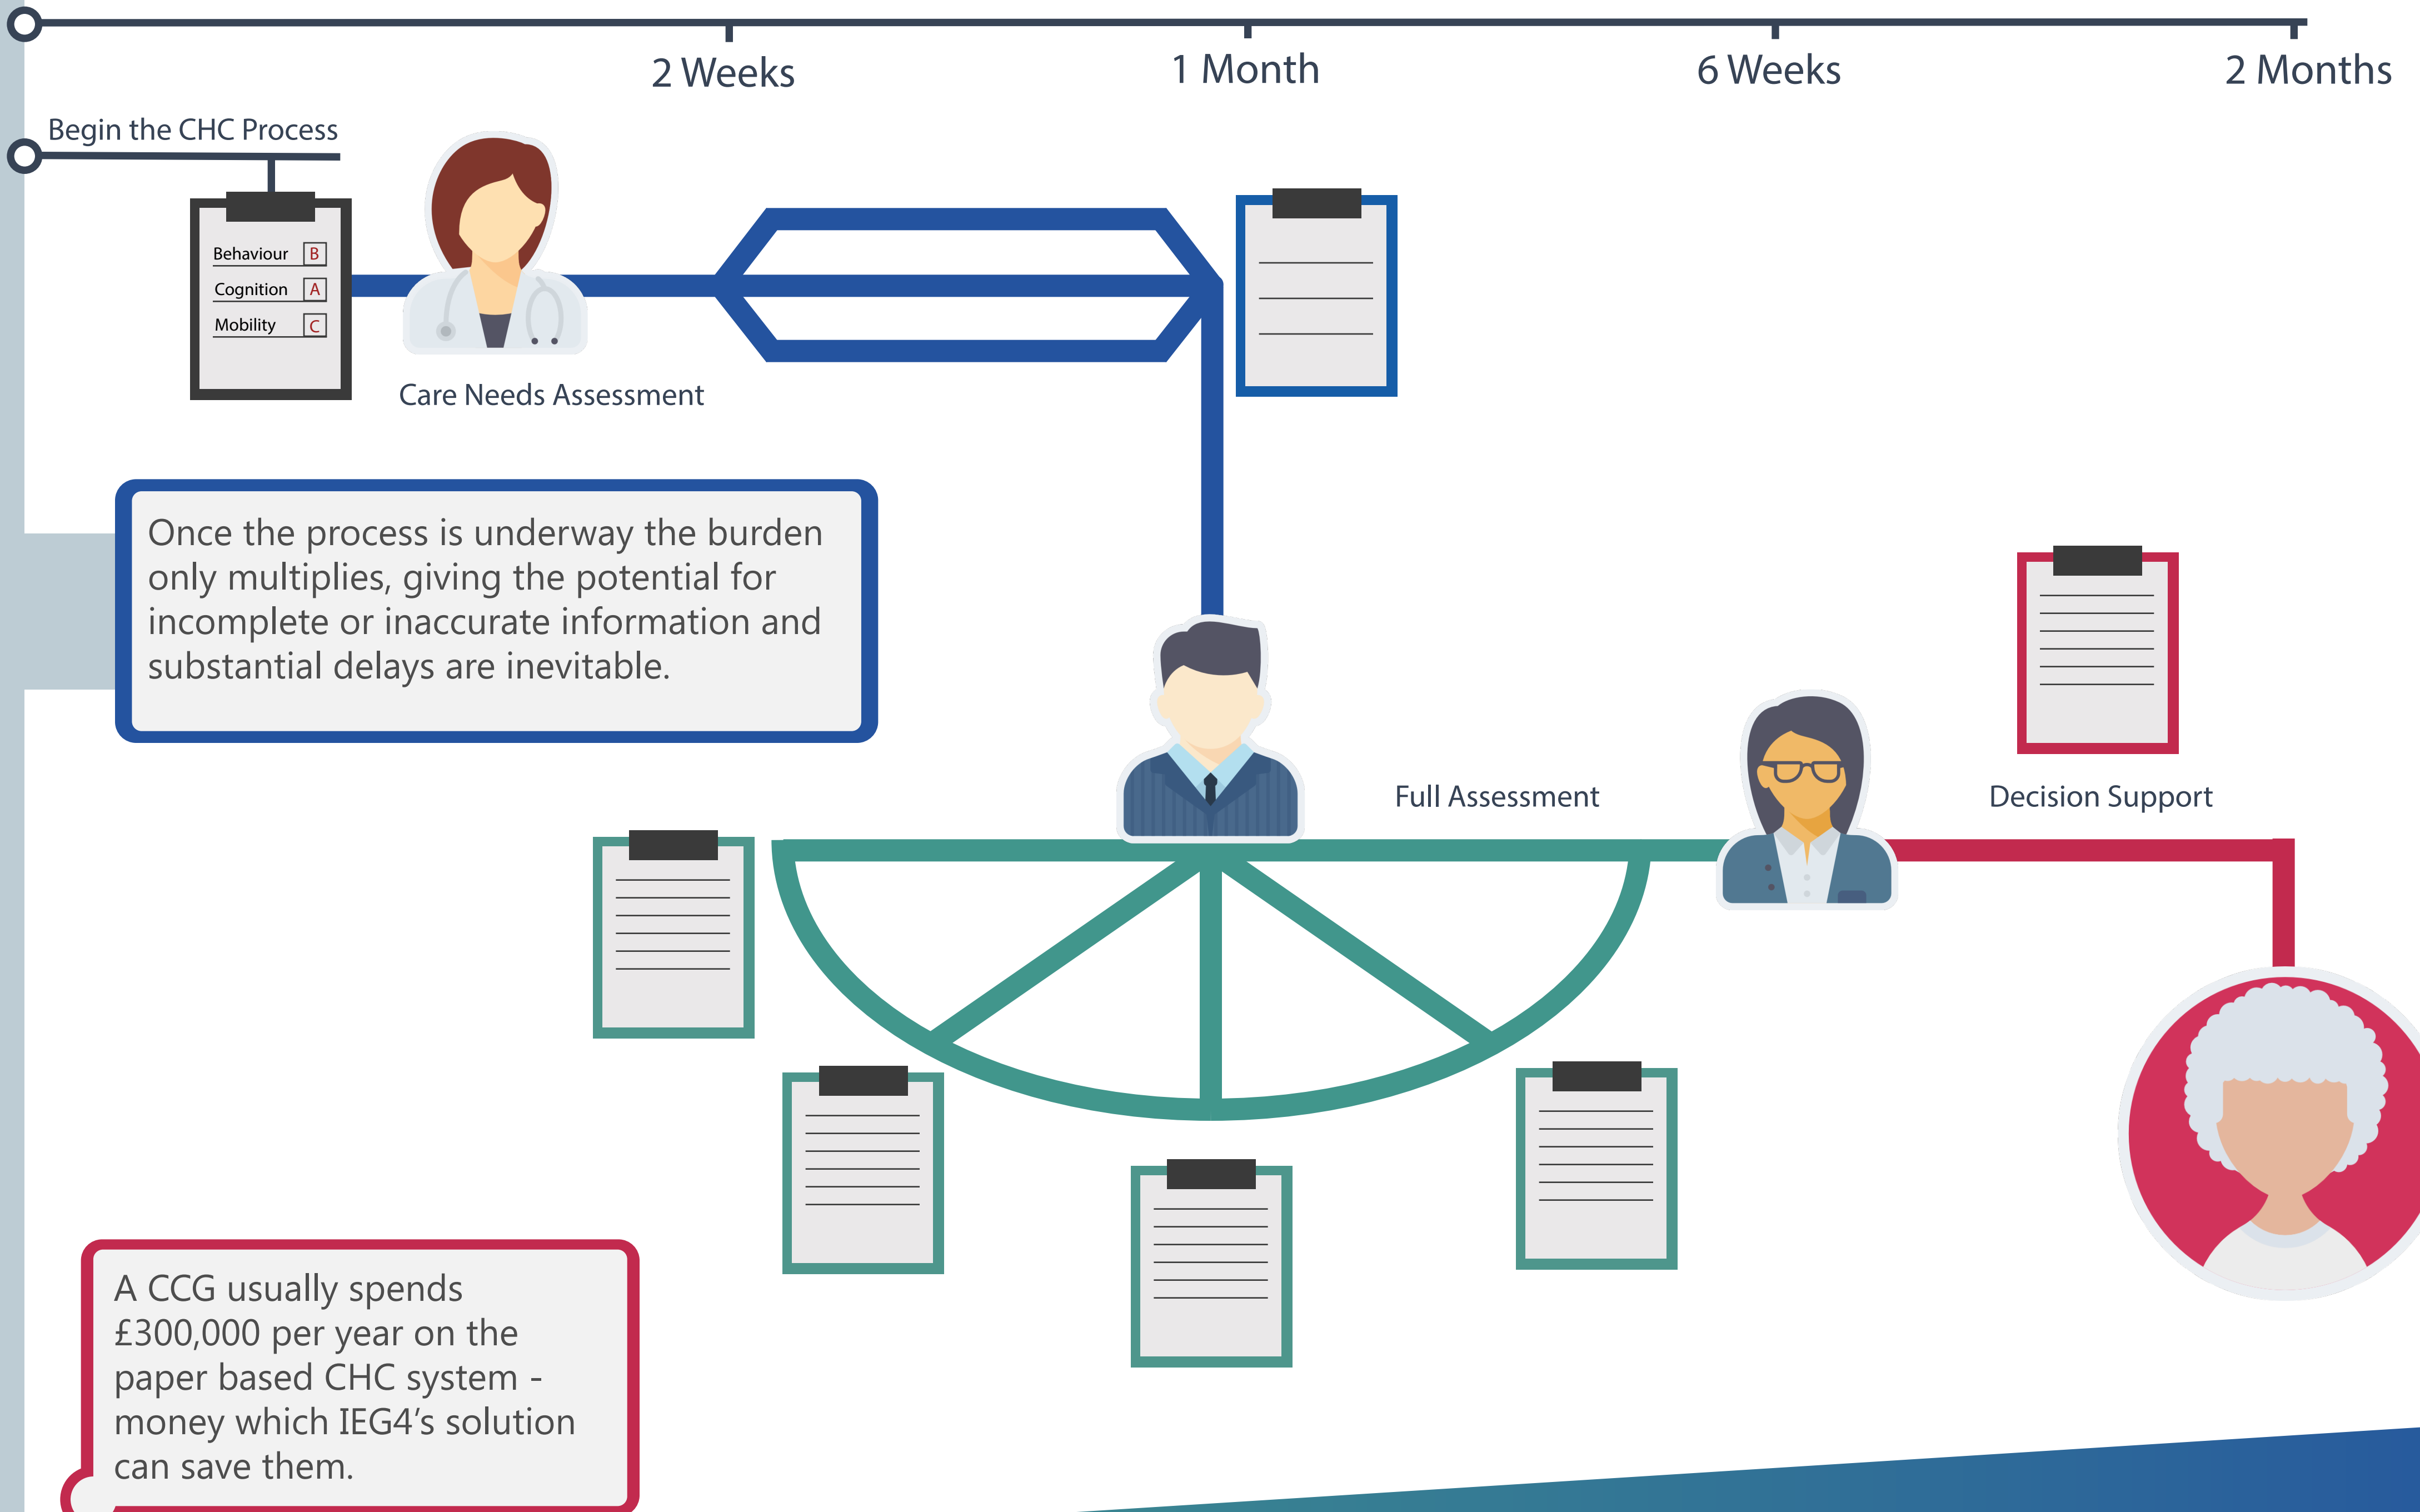 2 Weeks
1 Month
6 Weeks
2 Months
Begin the CHC Process
Behaviour B
Cognition A
Mobility C
Care Needs Assessment
Once the process is underway the burden
only multiplies, giving the potential for
incomplete or inaccurate information and
substantial delays are inevitable.
Full Assessment
Decision Support
A CCG usually spends
£300,000 per year on the
paper based CHC system -
money which IEG4’s solution
can save them.